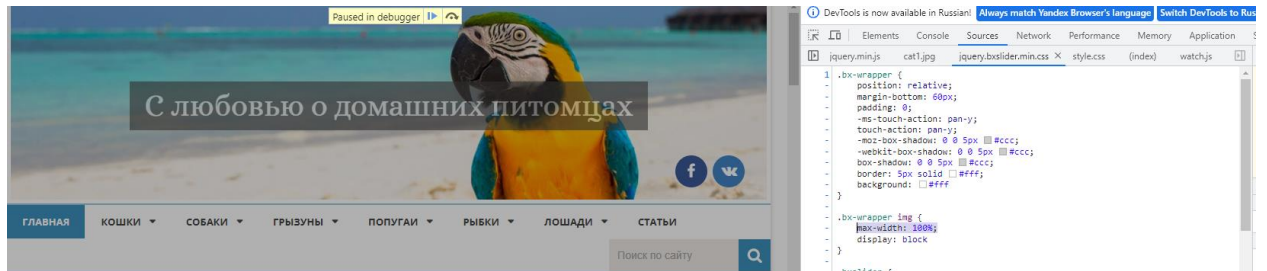 Paused in debugger
С любовью о домашних питомцах
f
ГЛАВНАЯ КОШКИ СОБАКИ ГРЫЗУНЫ ПОПУГАИ РЫБКИ ЛОШАДИ СТАТЬИ
Поиск по сайту
DevTools is now available in Russian! Always match Yandex Browser's language Switch DevTools to Rus
Elements Console Sources Network Performance Memory Application
jquery.min.js cat1.jpg jquery.bxslider.min.css × style.css (index) watch.js
1 .bx-wrapper {
- position: relative;
- margin-bottom: 60px;
- padding: 0;
- -ms-touch-action: pan-y;
- touch-action: pan-y;
- -moz-box-shadow: 0 0 5px #ccc;
- -webkit-box-shadow: 0 0 5px #ccc;
- box-shadow: 0 0 5px #ccc;
- border: 5px solid #fff;
- background: #fff
- }
-
- .bx-wrapper img {
- max-width: 100%;
- display: block
- }
-